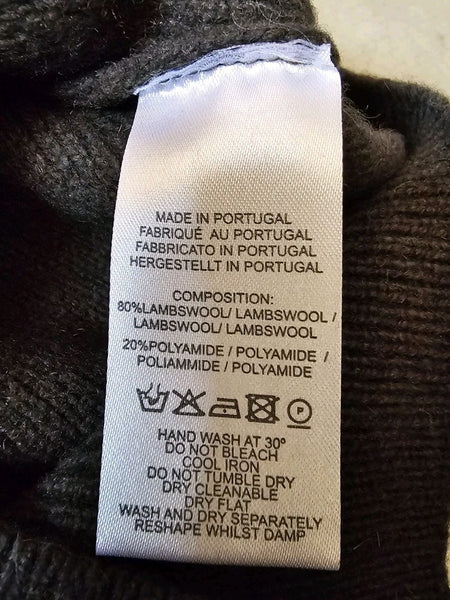 MADE IN PORTUGAL
FABRIQUÉ AU PORTUGAL
FABBRICATO IN PORTUGAL
HERGESTELLT IN PORTUGAL
COMPOSITION:
80%LAMBSWOOL/ LAMBSWOOL /
LAMBSWOOL/ LAMBSWOOL
20%POLYAMIDE / POLYAMIDE /
POLIAMMIDE / POLYAMIDE
P
HAND WASH AT 30º
DO NOT BLEACH
COOL IRON
DO NOT TUMBLE DRY
DRY CLEANABLE
DRY FLAT
WASH AND DRY SEPARATELY
RESHAPE WHILST DAMP